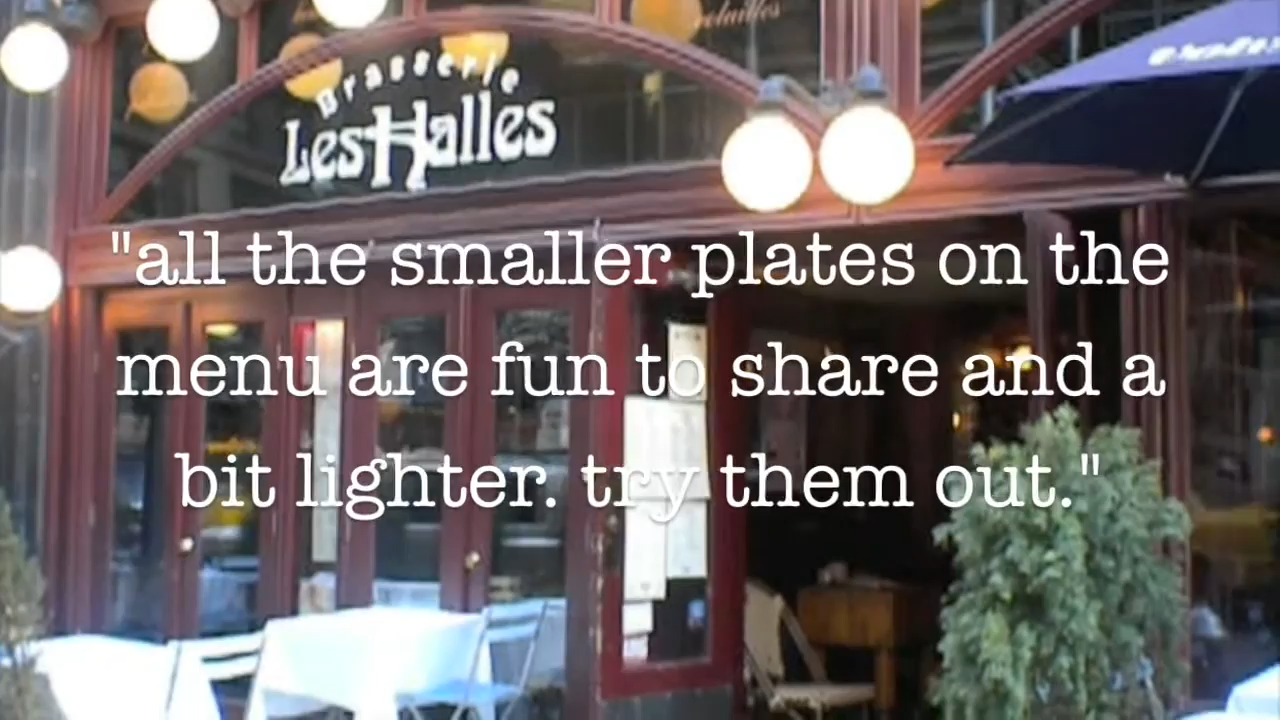 volailles
Brasserie
Les Halles
"all the smaller plates on the
menu are fun to share and a
bit lighter. try them out."